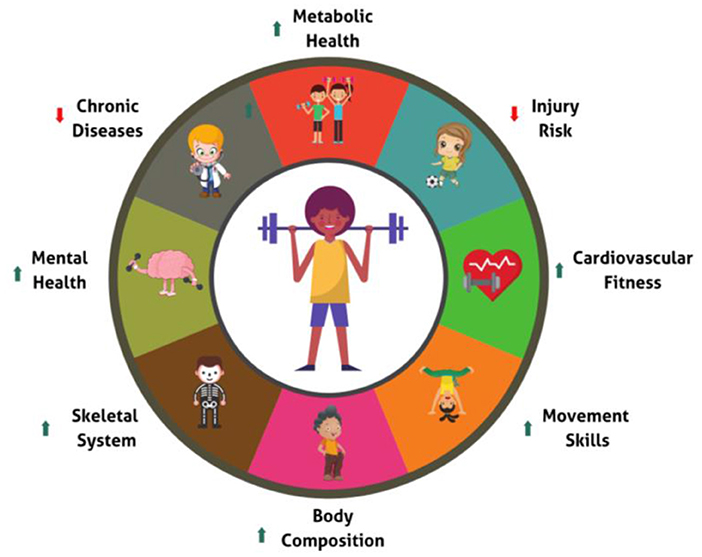 Metabolic
Health
Chronic
Diseases
Injury
Risk
Mental
Health
Cardiovascular
Fitness
Skeletal
System
Movement
Skills
Body
Composition